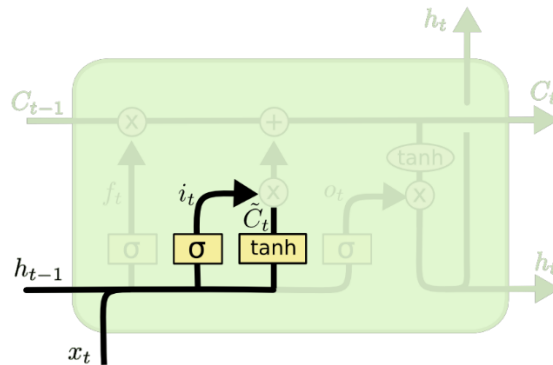 h_t
C_{t-1}
×
+
C_t
tanh
f_t
i_t
×
o_t
×
C̃_t
σ
σ
tanh
σ
h_{t-1}
h_t
x_t